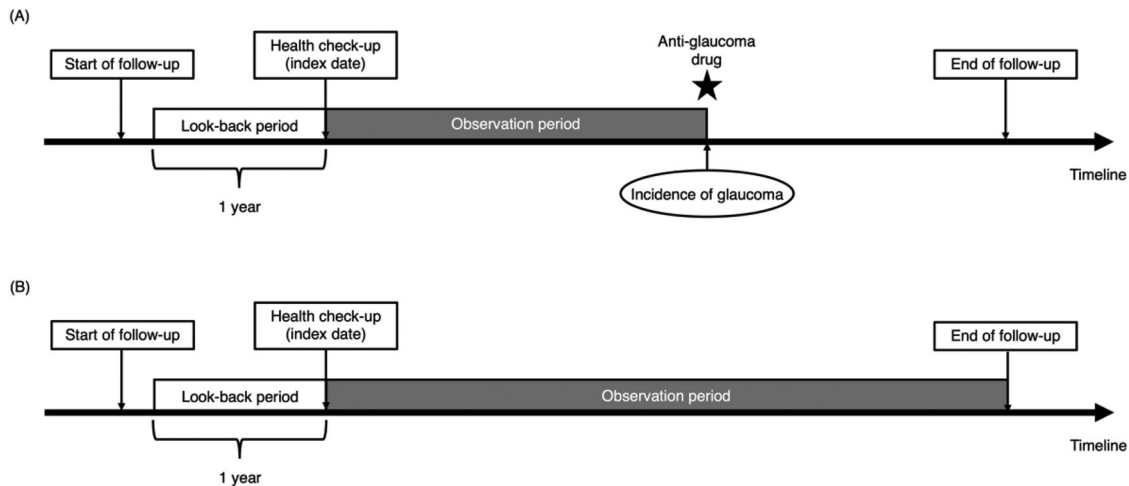 (A)
Start of follow-up
Health check-up
(index date)
Anti-glaucoma
drug
End of follow-up
Look-back period
Observation period
Timeline
1 year
Incidence of glaucoma
(B)
Start of follow-up
Health check-up
(index date)
End of follow-up
Look-back period
Observation period
Timeline
1 year